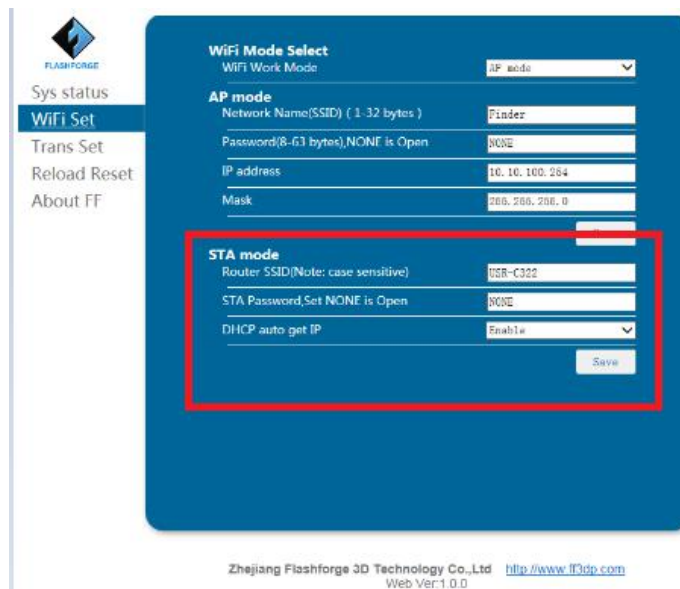 FLASHFORGE
Sys status
WiFi Set
Trans Set
Reload Reset
About FF
WiFi Mode Select
WiFi Work Mode AP mode
AP mode
Network Name(SSID) ( 1-32 bytes ) Finder
Password(8-63 bytes),NONE is Open NONE
IP address 10.10.100.254
Mask 255.255.255.0
STA mode
Router SSID(Note: case sensitive) USR-C322
STA Password,Set NONE is Open NONE
DHCP auto get IP Enable
Save
Zhejiang Flashforge 3D Technology Co.,Ltd http://www.ff3dp.com
Web Ver:1.0.0